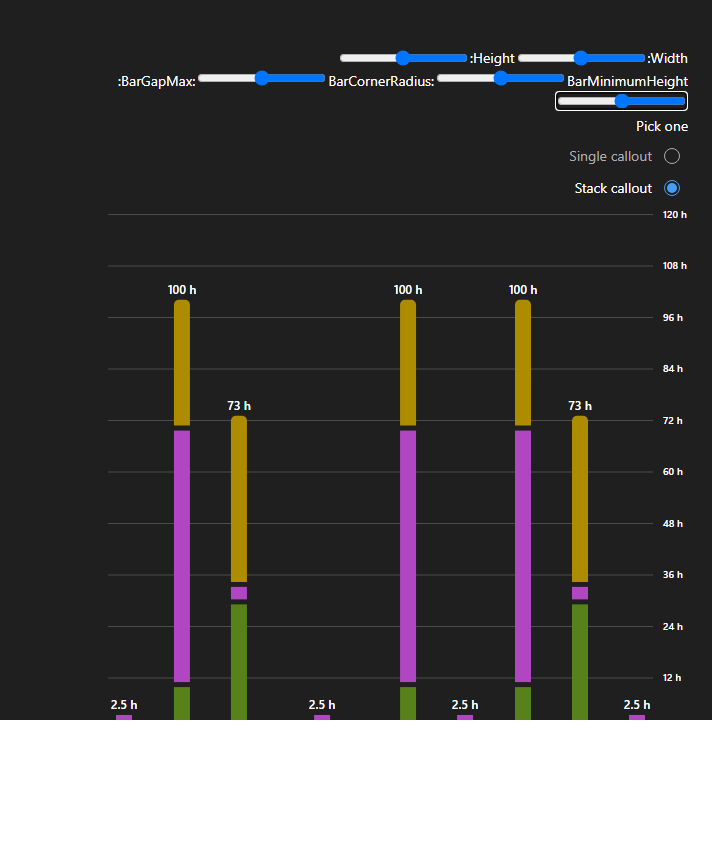 :Height :Width
:BarGapMax: BarCornerRadius: BarMinimumHeight
Pick one
Single callout
Stack callout
120 h
108 h
100 h 100 h 100 h
96 h
84 h
73 h 73 h
72 h
60 h
48 h
36 h
24 h
12 h
2.5 h 2.5 h 2.5 h 2.5 h